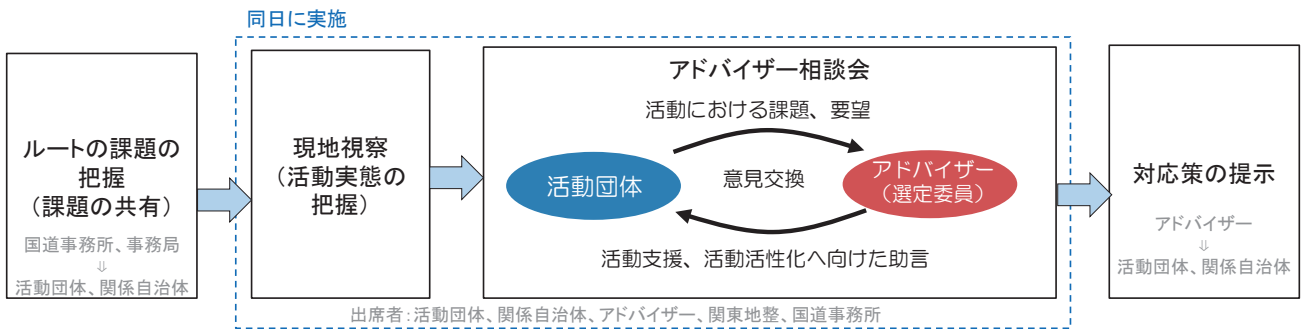 同日に実施
ルートの課題の
把握
(課題の共有)
国道事務所、事務局
⇓
活動団体、関係自治体
現地視察
(活動実態の
把握)
アドバイザー相談会
活動における課題、要望
活動団体
意見交換
アドバイザー
(選定委員)
活動支援、活動活性化へ向けた助言
出席者:活動団体、関係自治体、アドバイザー、関東地整、国道事務所
対応策の提示
アドバイザー
⇓
活動団体、関係自治体